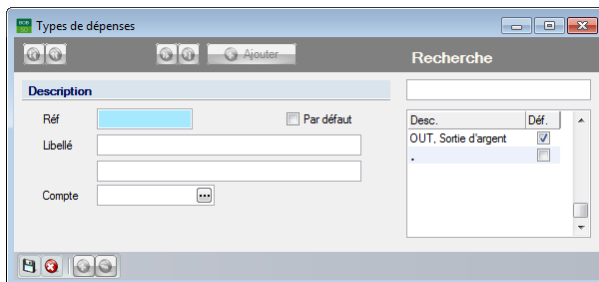 Types de dépenses
Ajouter
Recherche
Description
Réf
Par défaut
Libellé
Compte
Desc. Déf.
OUT, Sortie d'argent
.